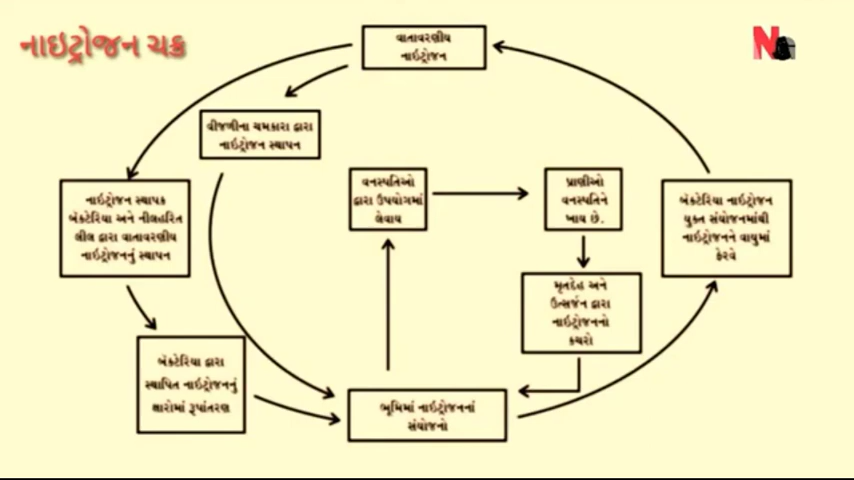 નાઇટ્રોજન ચક્ર
વાતાવરણીય
નાઇટ્રોજન
વીજળીના ચમકારા દ્વારા
નાઇટ્રોજન સ્થાપન
નાઇટ્રોજન સ્થાપક
બૅક્ટેરિયા અને નીલહરિત
લીલ દ્વારા વાતાવરણીય
નાઇટ્રોજનનું સ્થાપન
વનસ્પતિઓ
દ્વારા ઉપયોગમાં
લેવાય
પ્રાણીઓ
વનસ્પતિને
ખાય છે.
બૅક્ટેરિયા નાઇટ્રોજન
યુક્ત સંયોજનમાંથી
નાઇટ્રોજનને વાયુમાં
ફેરવે
મૃતદેહ અને
ઉત્સર્જન દ્વારા
નાઇટ્રોજનનો
કચરો
બૅક્ટેરિયા દ્વારા
સ્થાપિત નાઇટ્રોજનનું
ક્ષારોમાં રૂપાંતરણ
ભૂમિમાં નાઇટ્રોજનનાં
સંયોજનો